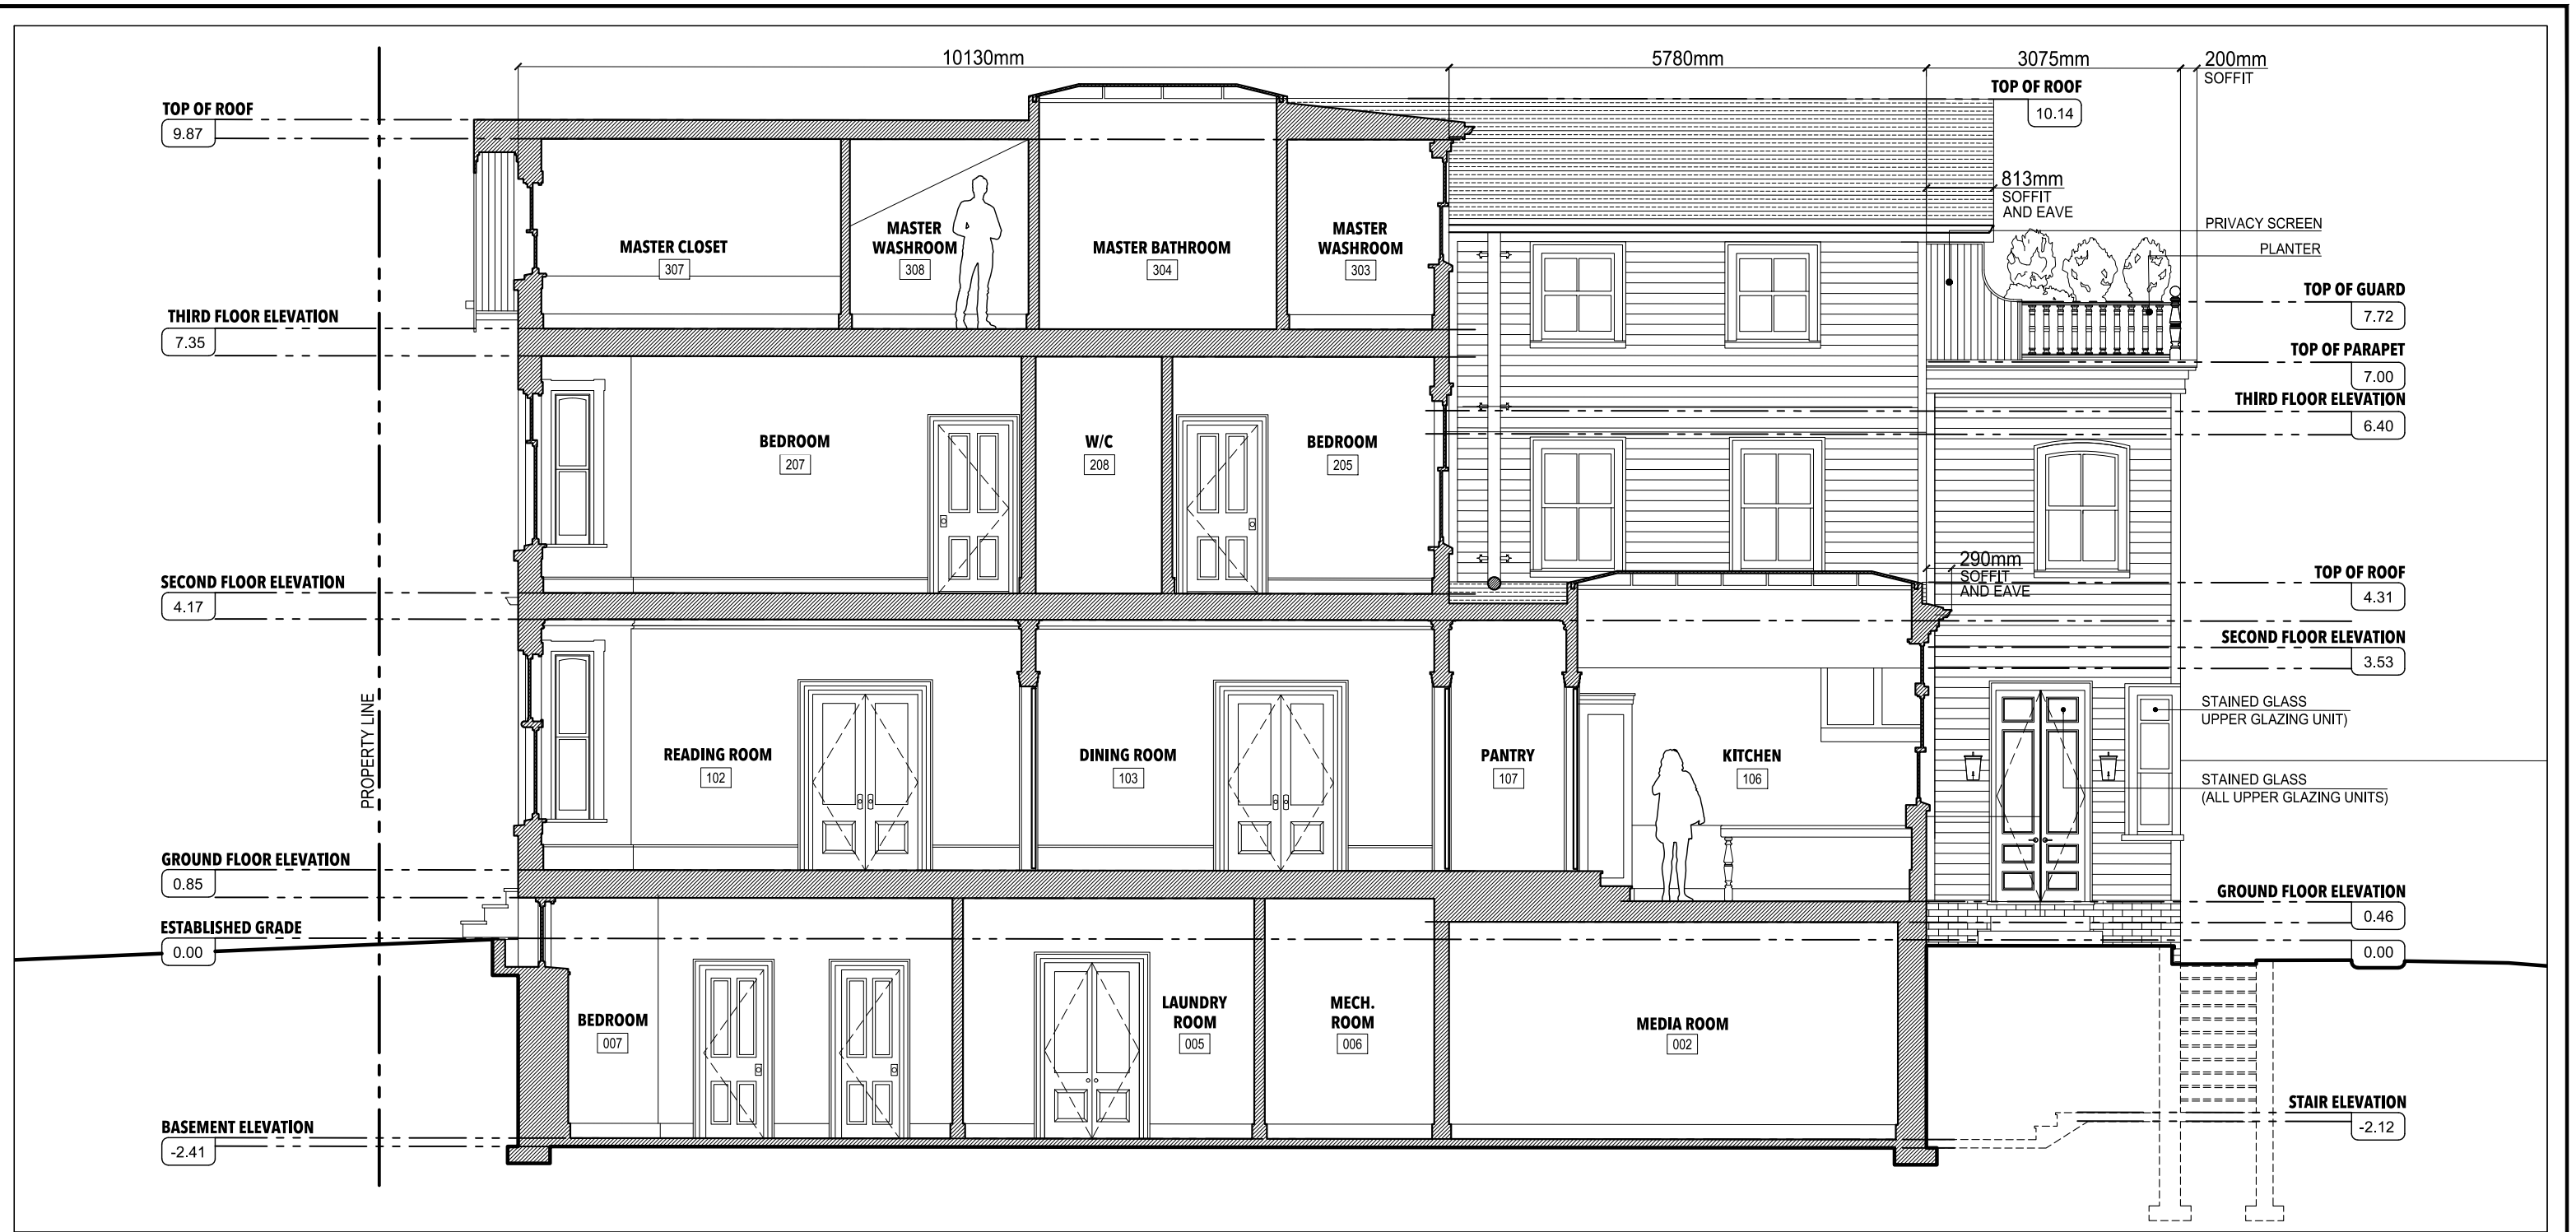 10130mm
5780mm
3075mm
200mm
SOFFIT
TOP OF ROOF
9.87
TOP OF ROOF
10.14
813mm
SOFFIT
AND EAVE
PRIVACY SCREEN
PLANTER
MASTER CLOSET
307
MASTER
WASHROOM
308
MASTER BATHROOM
304
MASTER
WASHROOM
303
TOP OF GUARD
7.72
THIRD FLOOR ELEVATION
7.35
TOP OF PARAPET
7.00
THIRD FLOOR ELEVATION
6.40
BEDROOM
207
W/C
208
BEDROOM
205
290mm
SOFFIT
AND EAVE
SECOND FLOOR ELEVATION
4.17
TOP OF ROOF
4.31
SECOND FLOOR ELEVATION
3.53
PROPERTY LINE
STAINED GLASS
UPPER GLAZING UNIT)
READING ROOM
102
DINING ROOM
103
PANTRY
107
KITCHEN
106
STAINED GLASS
(ALL UPPER GLAZING UNITS)
GROUND FLOOR ELEVATION
0.85
GROUND FLOOR ELEVATION
0.46
ESTABLISHED GRADE
0.00
0.00
BEDROOM
007
LAUNDRY
ROOM
005
MECH.
ROOM
006
MEDIA ROOM
002
BASEMENT ELEVATION
-2.41
STAIR ELEVATION
-2.12